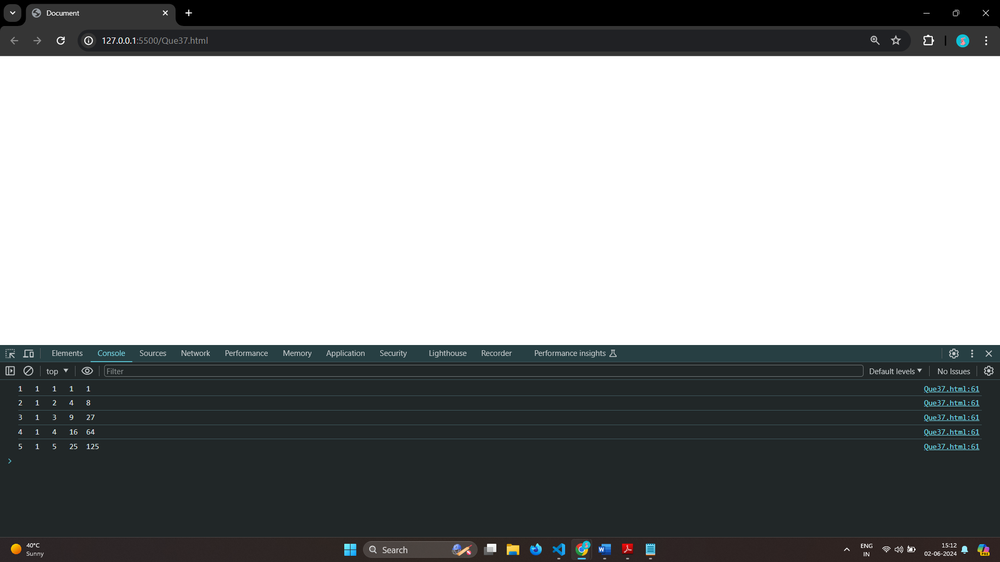 Document
127.0.0.1:5500/Que37.html
Elements Console Sources Network Performance Memory Application Security Lighthouse Recorder Performance insights
top Filter Default levels No Issues
1 1 1 1 1 Que37.html:61
2 1 2 4 8 Que37.html:61
3 1 3 9 27 Que37.html:61
4 1 4 16 64 Que37.html:61
5 1 5 25 125 Que37.html:61
40°C
Sunny
Search
ENG
IN
15:12
02-06-2024
PRE